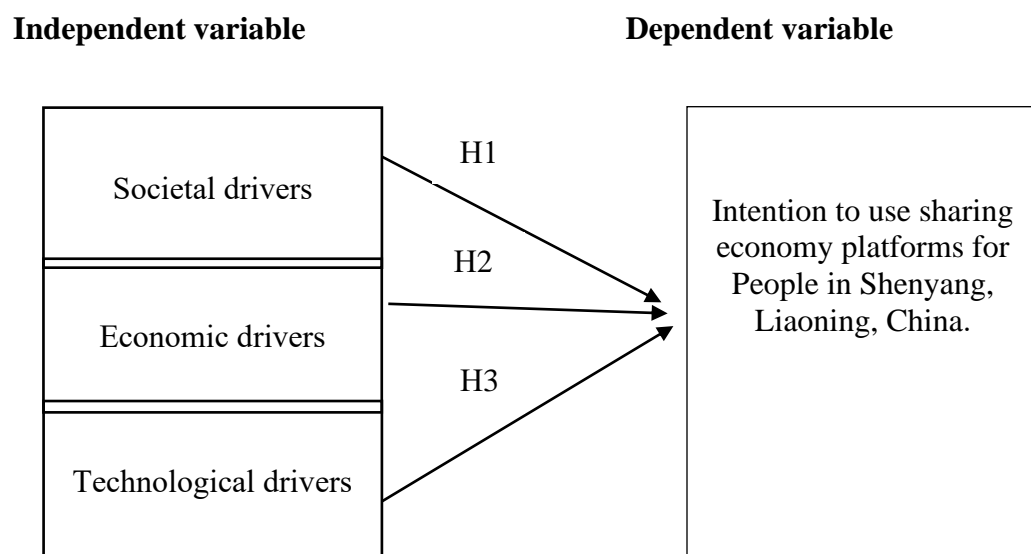 Independent variable
Dependent variable
H1
Societal drivers
Intention to use sharing
economy platforms for
People in Shenyang,
Liaoning, China.
H2
Economic drivers
H3
Technological drivers